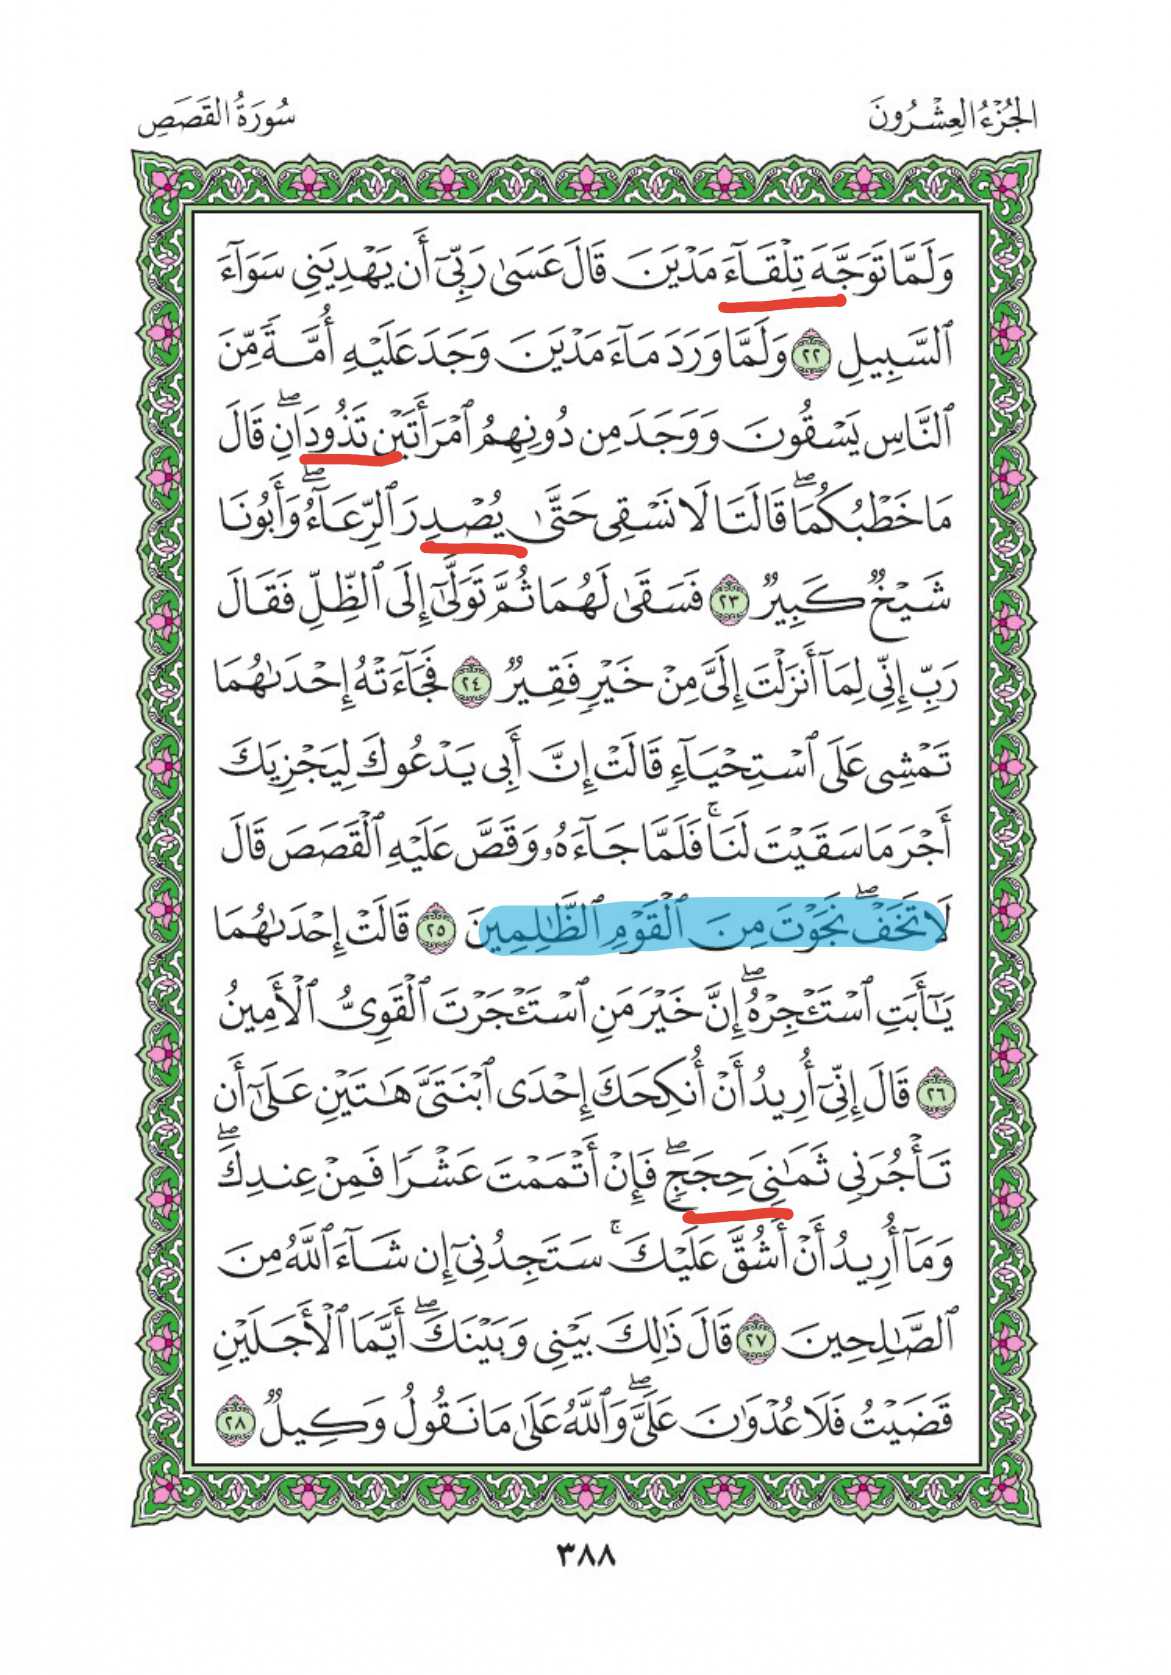 الجُزْءُ العِشْرُونَ
سُورَةُ القَصَصِ
وَلَمَّا تَوَجَّهَ تِلْقَآءَ مَدْيَنَ قَالَ عَسَىٰ رَبِّىٓ أَن يَهْدِيَنِى سَوَآءَ
ٱلسَّبِيلِ ٢٢ وَلَمَّا وَرَدَ مَآءَ مَدْيَنَ وَجَدَ عَلَيْهِ أُمَّةً مِّنَ
ٱلنَّاسِ يَسْقُونَ وَوَجَدَ مِن دُونِهِمُ ٱمْرَأَتَيْنِ تَذُودَانِۖ قَالَ
مَا خَطْبُكُمَاۖ قَالَتَا لَا نَسْقِى حَتَّىٰ يُصْدِرَ ٱلرِّعَآءُۖ وَأَبُونَا
شَيْخٌ كَبِيرٌ ٢٣ فَسَقَىٰ لَهُمَا ثُمَّ تَوَلَّىٰٓ إِلَى ٱلظِّلِّ فَقَالَ
رَبِّ إِنِّى لِمَآ أَنزَلْتَ إِلَىَّ مِنْ خَيْرٍ فَقِيرٌ ٢٤ فَجَآءَتْهُ إِحْدَىٰهُمَا
تَمْشِى عَلَى ٱسْتِحْيَآءٍ قَالَتْ إِنَّ أَبِى يَدْعُوكَ لِيَجْزِيَكَ
أَجْرَ مَا سَقَيْتَ لَنَاۚ فَلَمَّا جَآءَهُۥ وَقَصَّ عَلَيْهِ ٱلْقَصَصَ قَالَ
لَا تَخَفْۖ نَجَوْتَ مِنَ ٱلْقَوْمِ ٱلظَّٰلِمِينَ ٢٥ قَالَتْ إِحْدَىٰهُمَا
يَٰٓأَبَتِ ٱسْتَـْٔجِرْهُۖ إِنَّ خَيْرَ مَنِ ٱسْتَـْٔجَرْتَ ٱلْقَوِىُّ ٱلْأَمِينُ
٢٦ قَالَ إِنِّىٓ أُرِيدُ أَنْ أُنكِحَكَ إِحْدَى ٱبْنَتَىَّ هَٰتَيْنِ عَلَىٰٓ أَن
تَأْجُرَنِى ثَمَٰنِىَ حِجَجٍۖ فَإِنْ أَتْمَمْتَ عَشْرًا فَمِنْ عِندِكَۖ
وَمَآ أُرِيدُ أَنْ أَشُقَّ عَلَيْكَۚ سَتَجِدُنِىٓ إِن شَآءَ ٱللَّهُ مِنَ
ٱلصَّٰلِحِينَ ٢٧ قَالَ ذَٰلِكَ بَيْنِى وَبَيْنَكَۖ أَيَّمَا ٱلْأَجَلَيْنِ
قَضَيْتُ فَلَا عُدْوَٰنَ عَلَىَّۖ وَٱللَّهُ عَلَىٰ مَا نَقُولُ وَكِيلٌ ٢٨
٣٨٨